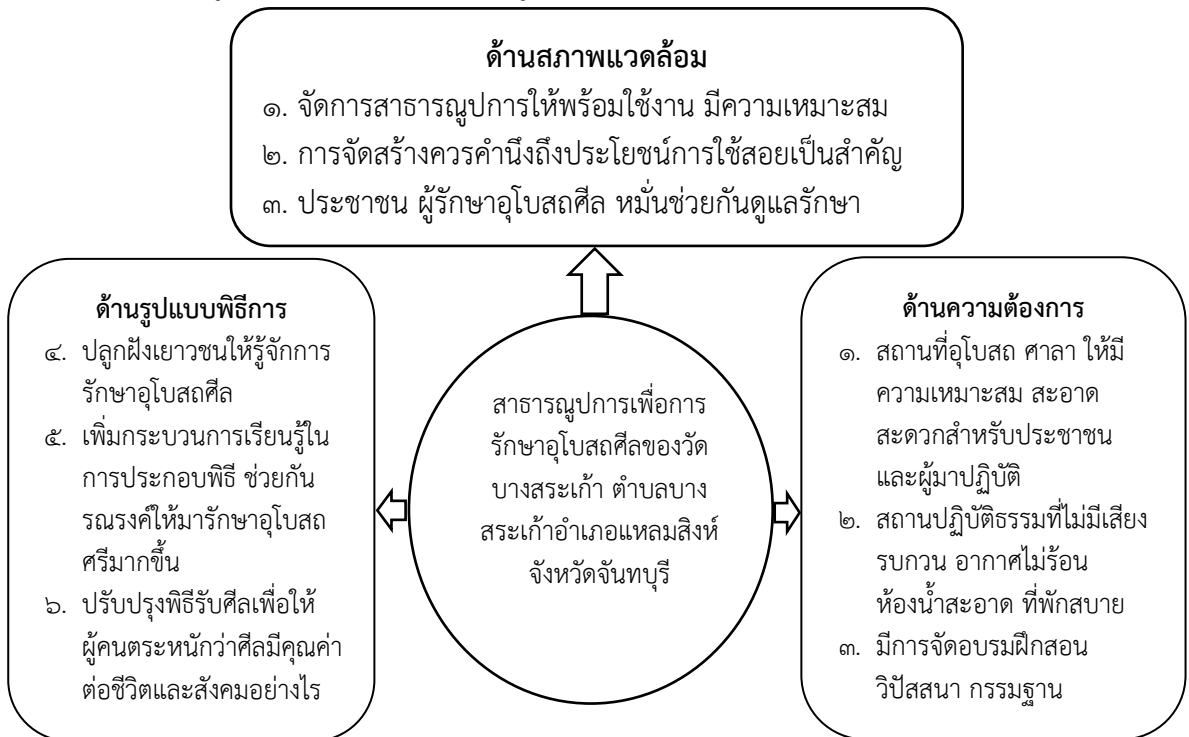 ด้านสภาพแวดล้อม
๑. จัดการสาธารณูปการให้พร้อมใช้งาน มีความเหมาะสม
๒. การจัดสร้างควรคำนึงถึงประโยชน์การใช้สอยเป็นสำคัญ
๓. ประชาชน ผู้รักษาอุโบสถศีล หมั่นช่วยกันดูแลรักษา
ด้านรูปแบบพิธีการ
๔. ปลูกฝังเยาวชนให้รู้จักการ
รักษาอุโบสถศีล
๕. เพิ่มกระบวนการเรียนรู้ใน
การประกอบพิธี ช่วยกัน
รณรงค์ให้มารักษาอุโบสถ
ศรีมากขึ้น
๖. ปรับปรุงพิธีรับศีลเพื่อให้
ผู้คนตระหนักว่าศีลมีคุณค่า
ต่อชีวิตและสังคมอย่างไร
สาธารณูปการเพื่อการ
รักษาอุโบสถศีลของวัด
บางสระเก้า ตำบลบาง
สระเก้าอำเภอแหลมสิงห์
จังหวัดจันทบุรี
ด้านความต้องการ
๑. สถานที่อุโบสถ ศาลา ให้มี
ความเหมาะสม สะอาด
สะดวกสำหรับประชาชน
และผู้มาปฏิบัติ
๒. สถานปฏิบัติธรรมที่ไม่มีเสียง
รบกวน อากาศไม่ร้อน
ห้องน้ำสะอาด ที่พักสบาย
๓. มีการจัดอบรมฝึกสอน
วิปัสสนา กรรมฐาน